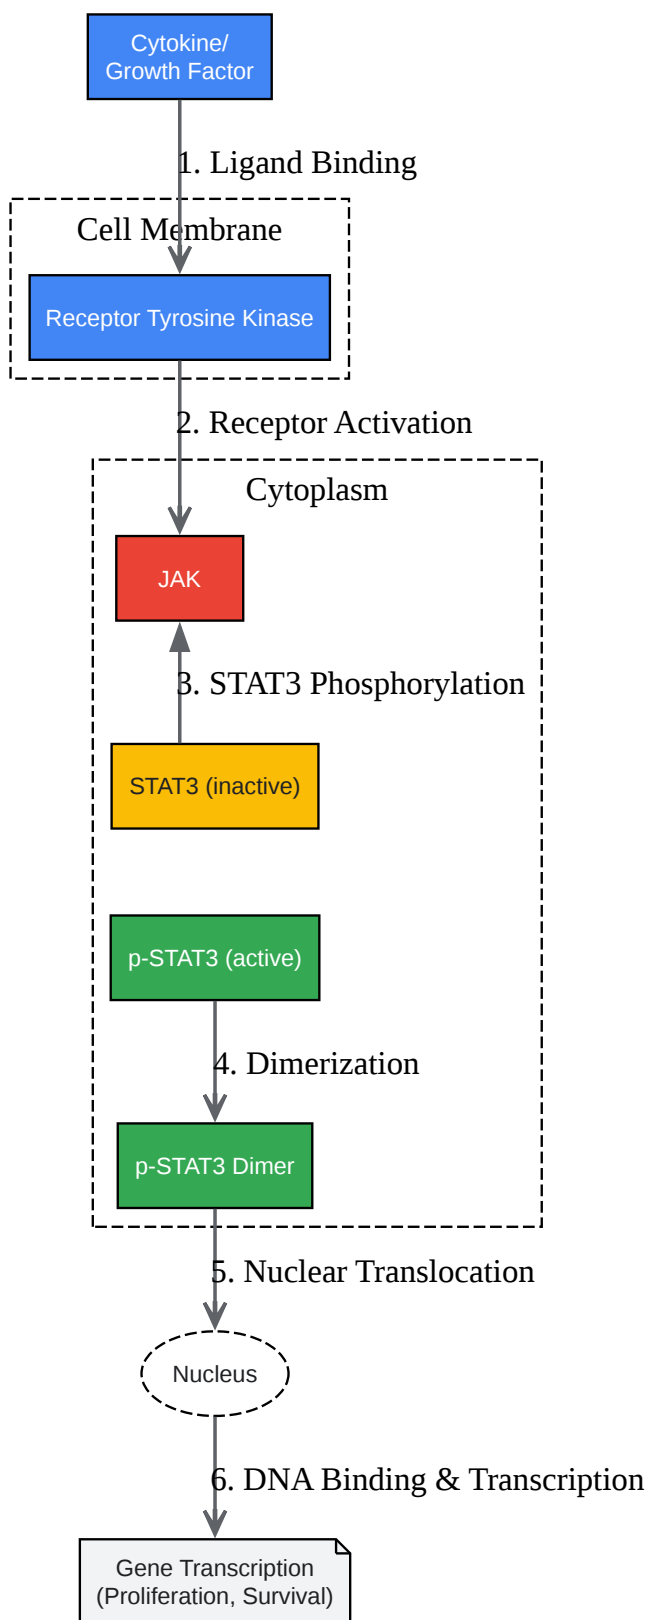 Cytokine/
Growth Factor
1. Ligand Binding
Cell Membrane
Receptor Tyrosine Kinase
2. Receptor Activation
Cytoplasm
JAK
3. STAT3 Phosphorylation
STAT3 (inactive)
p-STAT3 (active)
4. Dimerization
p-STAT3 Dimer
5. Nuclear Translocation
Nucleus
6. DNA Binding & Transcription
Gene Transcription
(Proliferation, Survival)